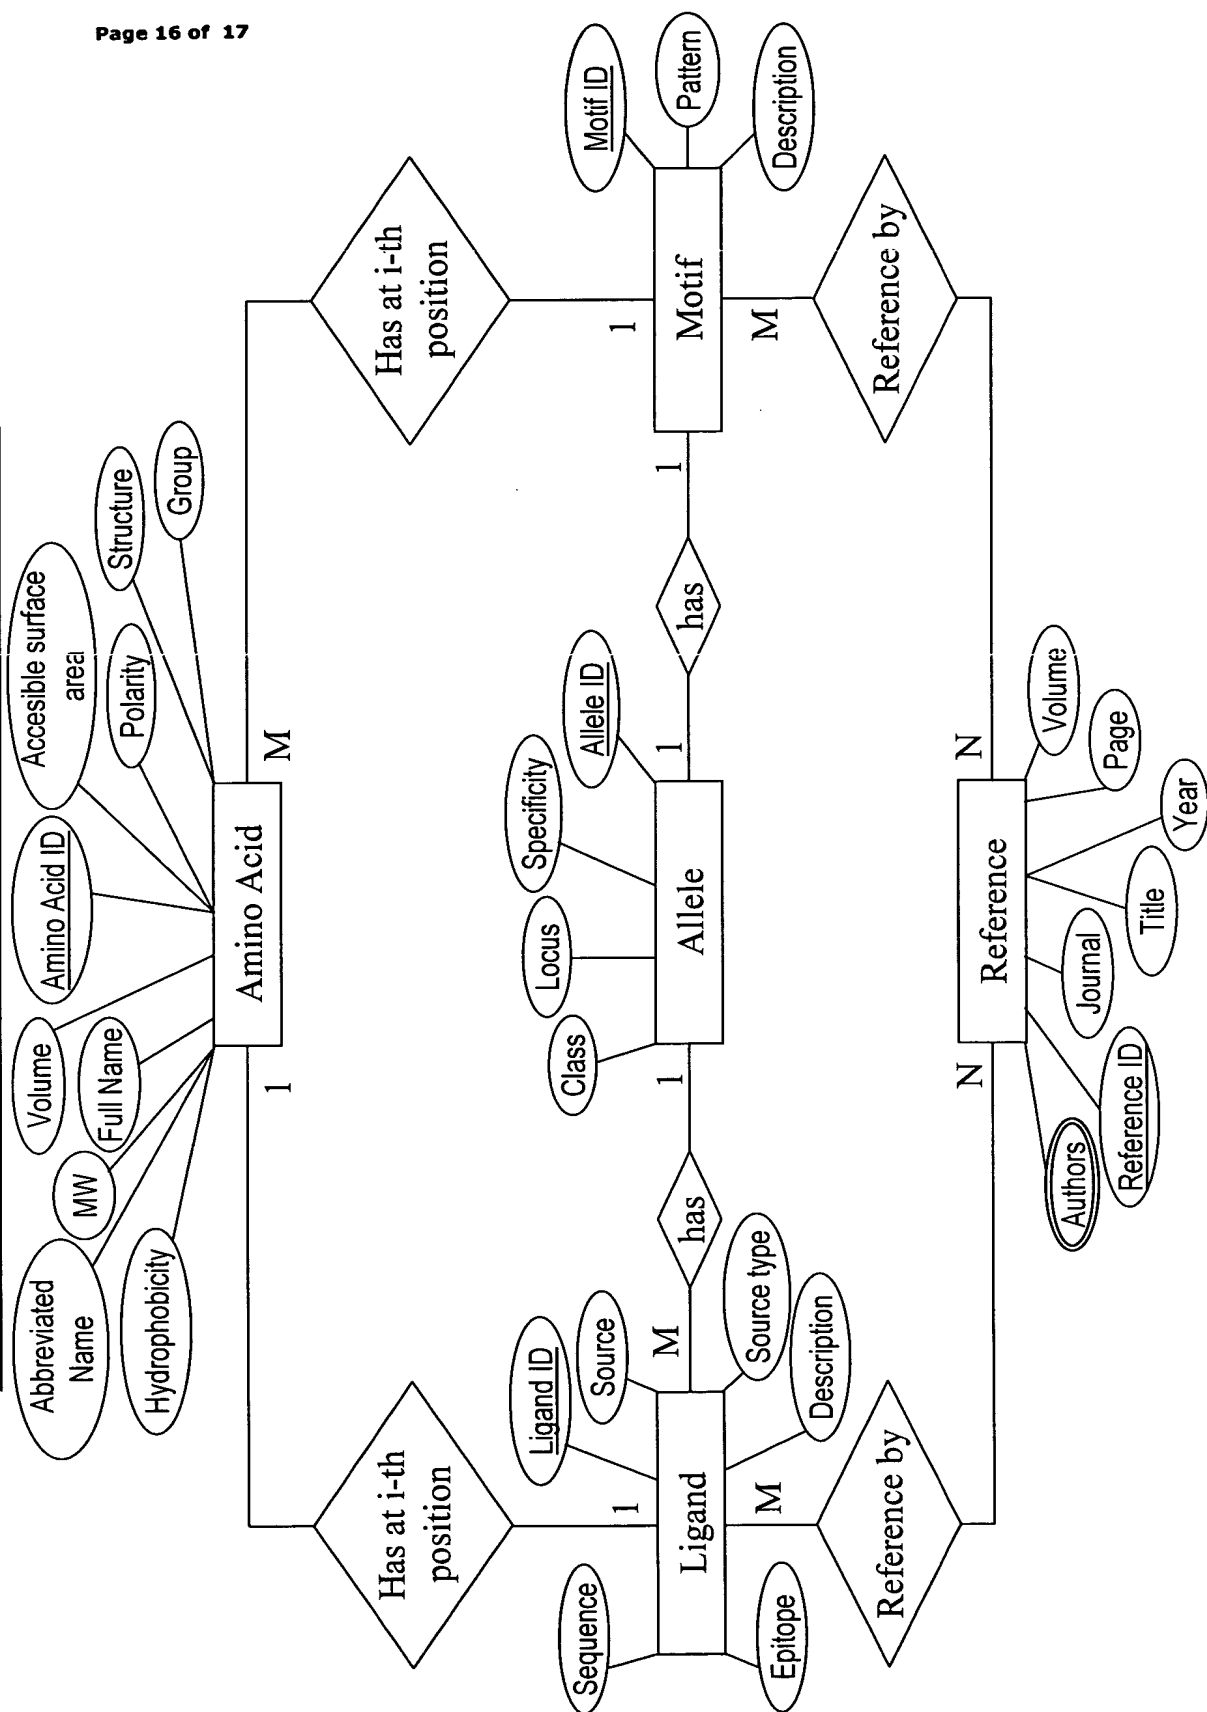 Page 16 of 17
Abbreviated
Name
MW
Volume
Amino Acid ID
Accesible surface
area
Structure
Hydrophobicity
Full Name
Polarity
Group
Amino Acid
1
M
Has at i-th
position
Has at i-th
position
Sequence
Ligand ID
Source
Class
Locus
Specificity
Allele ID
Motif ID
Pattern
Description
1
M
1
1
1
1
Ligand
has
Allele
has
Motif
M
M
Epitope
Description
Source type
Reference by
Reference by
N
N
Reference
Authors
Reference ID
Journal
Title
Year
Page
Volume